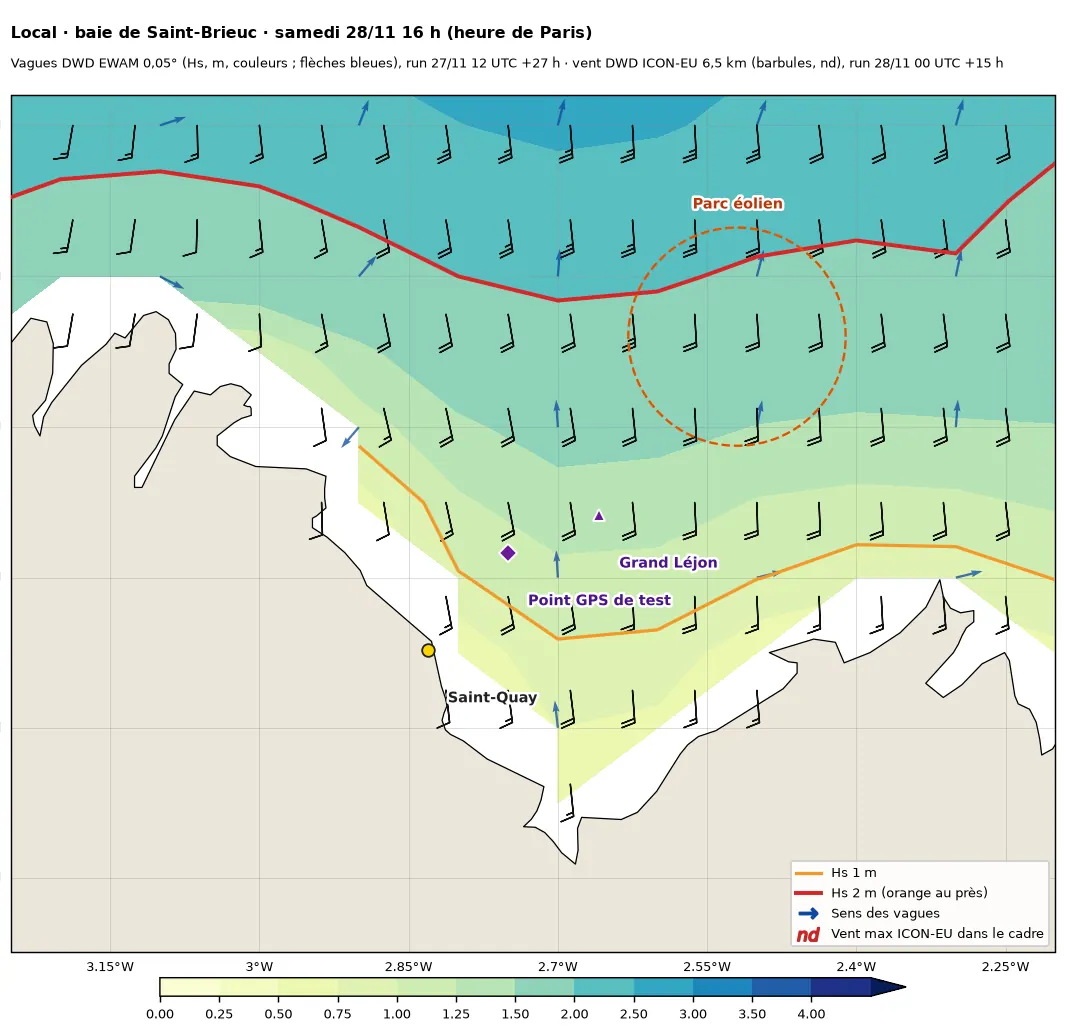 Local · baie de Saint-Brieuc · samedi 28/11 16 h (heure de Paris)
Vagues DWD EWAM 0,05° (Hs, m, couleurs ; flèches bleues), run 27/11 12 UTC +27 h · vent DWD ICON-EU 6,5 km (barbules, nd), run 28/11 00 UTC +15 h
Parc éolien
Grand Léjon
Point GPS de test
Saint-Quay
Hs 1 m
Hs 2 m (orange au près)
Sens des vagues
nd Vent max ICON-EU dans le cadre
3.15°W 3°W 2.85°W 2.7°W 2.55°W 2.4°W 2.25°W
0.00 0.25 0.50 0.75 1.00 1.25 1.50 2.00 2.50 3.00 3.50 4.00